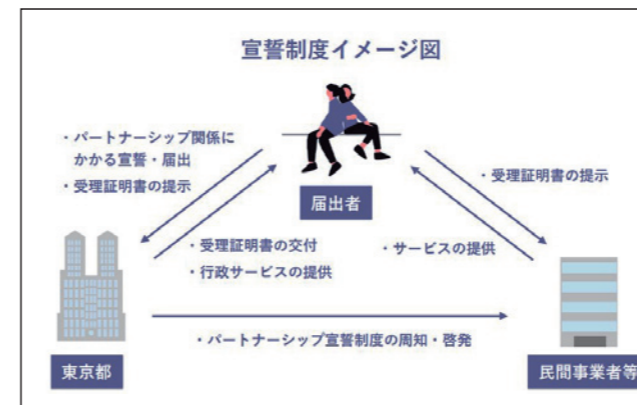 宣誓制度イメージ図
・パートナーシップ関係に
かかる宣誓・届出
・受理証明書の提示
届出者
・受理証明書の提示
・受理証明書の交付
・行政サービスの提供
・サービスの提供
・パートナーシップ宣誓制度の周知・啓発
東京都
民間事業者等